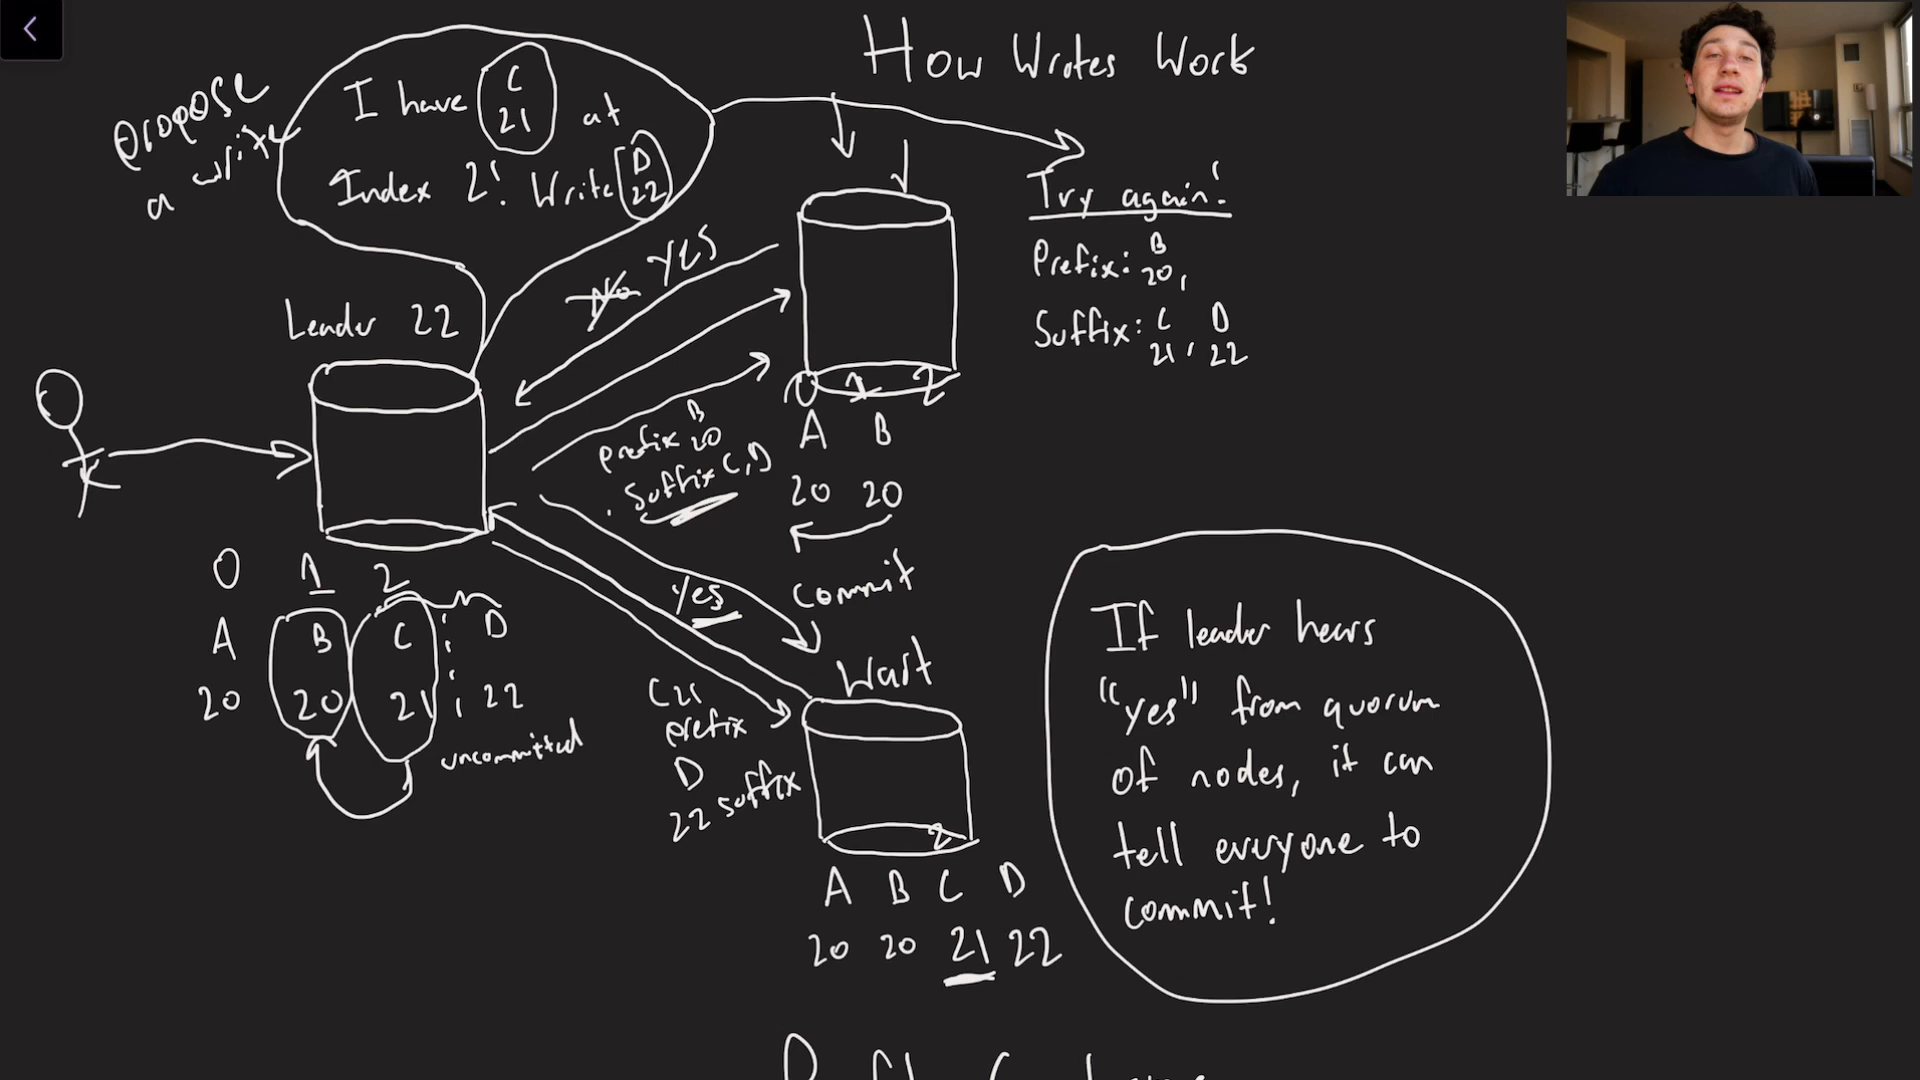 How Writes Work
propose
a write
I have C
21 at
Index 2! Write D
22
Leader 22
No YES
Try again!
Prefix: B
20,
Suffix: C, D
21, 22
0 1 2
A B
20 20
commit
prefix B
20
suffix C, D
0 1 2
A B C D
20 20 21 22
uncommitted
Yes
Wait
C21
prefix
D
22 suffix
2
A B C D
20 20 21 22
If leader hears
"yes" from quorum
of nodes, it can
tell everyone to
commit!